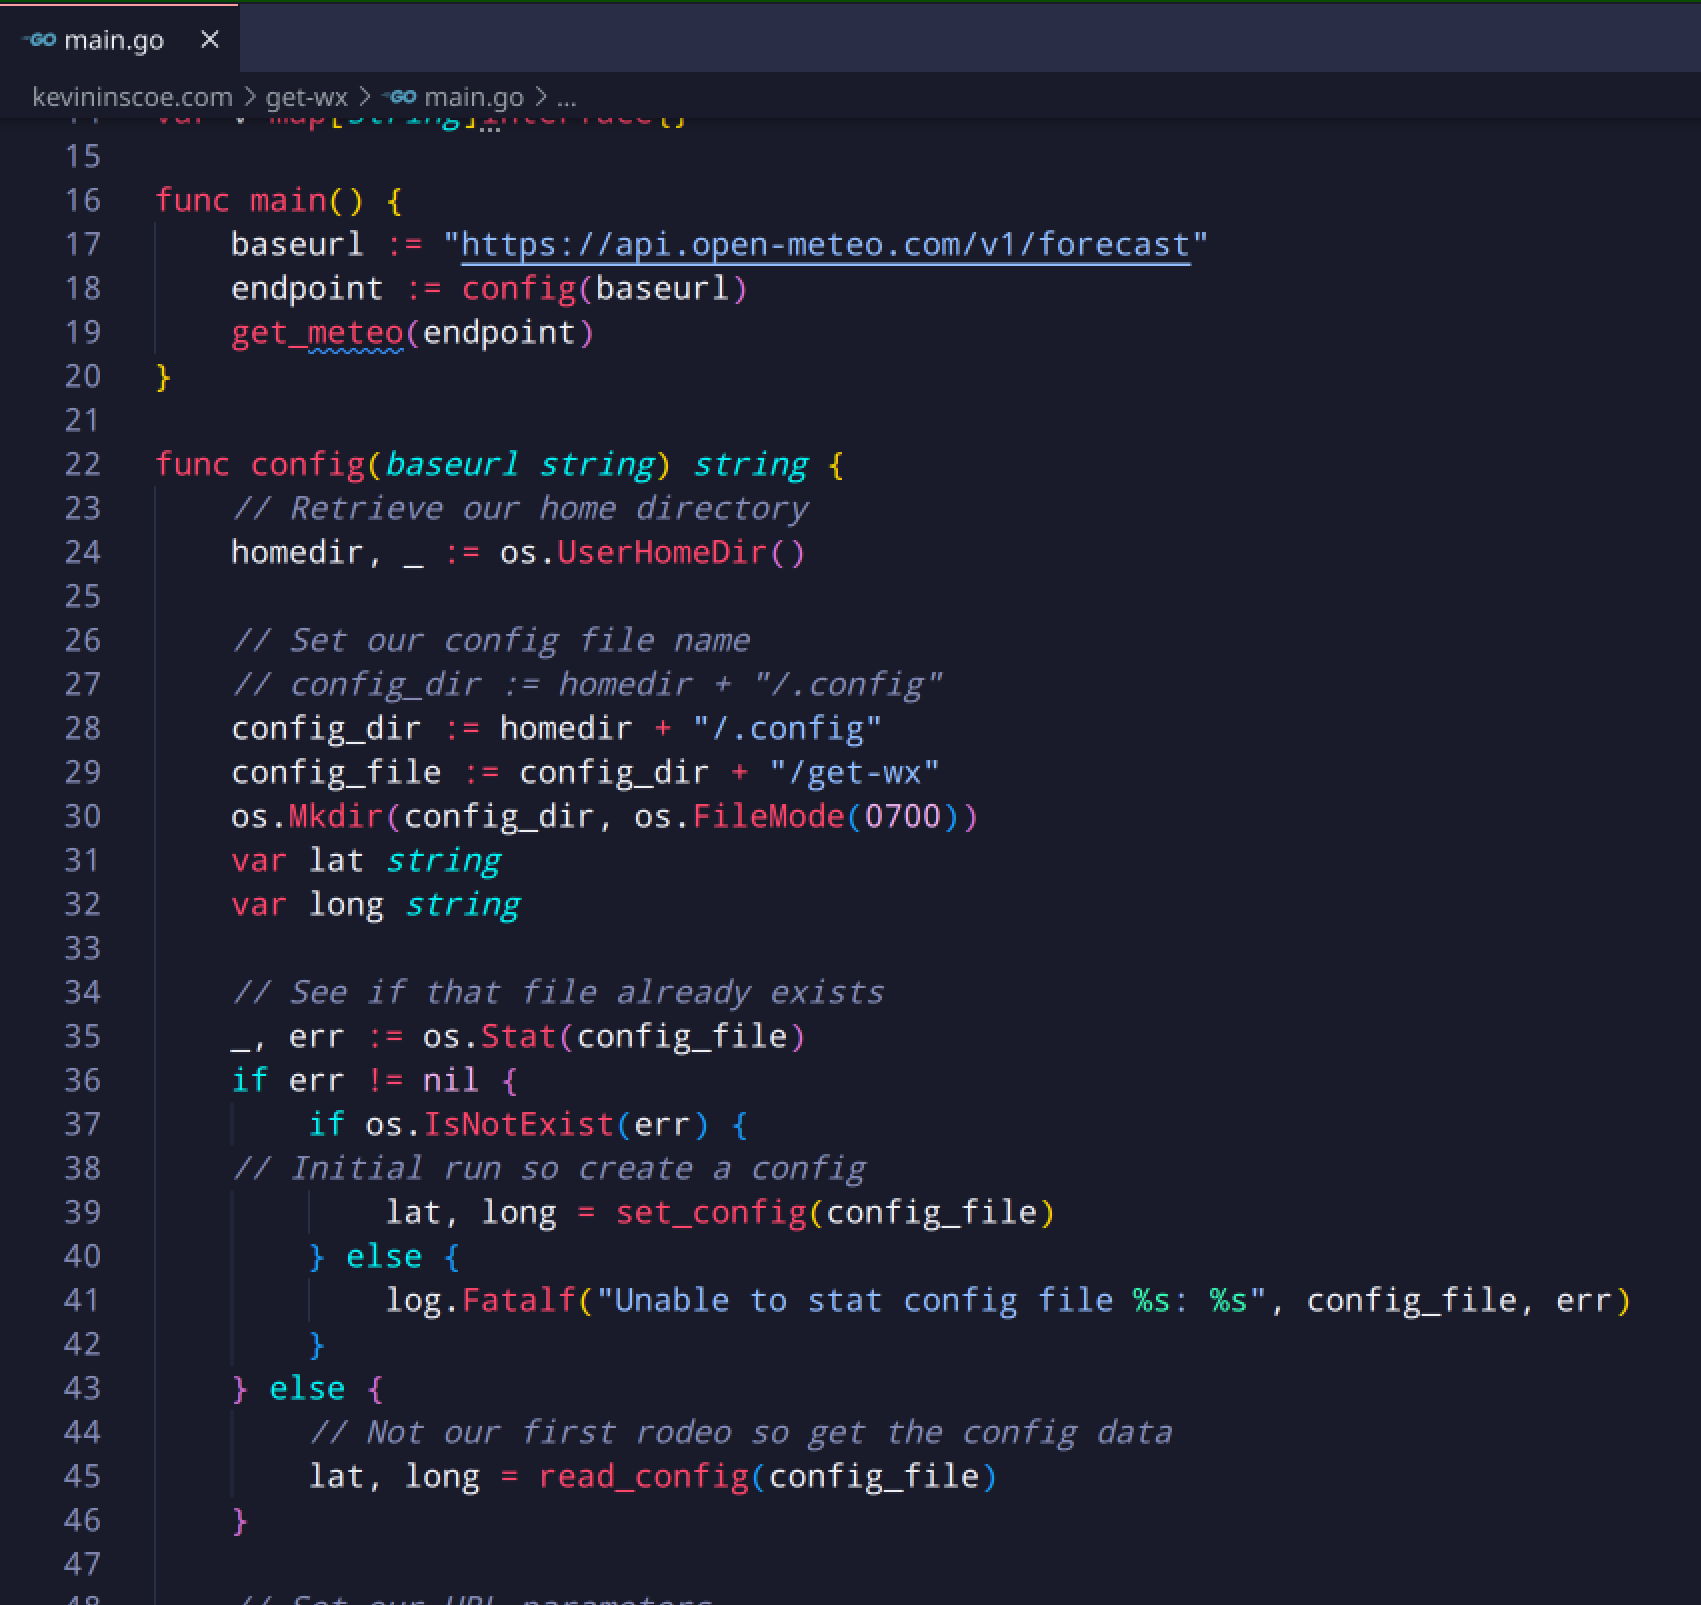 GO main.go ×
kevininscoe.com > get-wx > GO main.go > ...
14 var v map[string]interface{}
15
16 func main() {
17     baseurl := "https://api.open-meteo.com/v1/forecast"
18     endpoint := config(baseurl)
19     get_meteo(endpoint)
20 }
21
22 func config(baseurl string) string {
23     // Retrieve our home directory
24     homedir, _ := os.UserHomeDir()
25
26     // Set our config file name
27     // config_dir := homedir + "/.config"
28     config_dir := homedir + "/.config"
29     config_file := config_dir + "/get-wx"
30     os.Mkdir(config_dir, os.FileMode(0700))
31     var lat string
32     var long string
33
34     // See if that file already exists
35     _, err := os.Stat(config_file)
36     if err != nil {
37         if os.IsNotExist(err) {
38     // Initial run so create a config
39             lat, long = set_config(config_file)
40         } else {
41             log.Fatalf("Unable to stat config file %s: %s", config_file, err)
42         }
43     } else {
44         // Not our first rodeo so get the config data
45         lat, long = read_config(config_file)
46     }
47
48     // Set our URL parameters